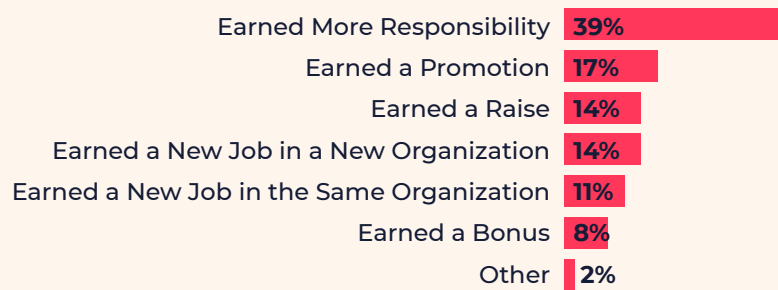 Earned More Responsibility 39%
Earned a Promotion 17%
Earned a Raise 14%
Earned a New Job in a New Organization 14%
Earned a New Job in the Same Organization 11%
Earned a Bonus 8%
Other 2%